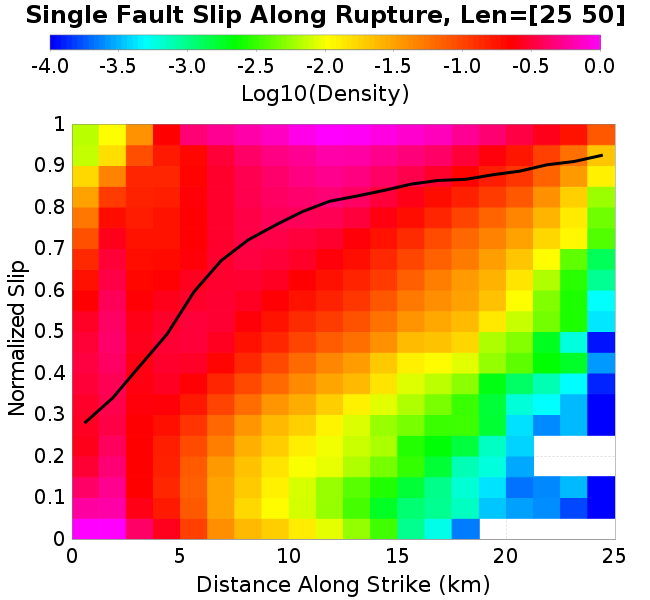 Single Fault Slip Along Rupture, Len=[25 50]
-4.0 -3.5 -3.0 -2.5 -2.0 -1.5 -1.0 -0.5 0.0
Log10(Density)
1
0.9
0.8
0.7
0.6
0.5
0.4
0.3
0.2
0.1
0
Normalized Slip
0 5 10 15 20 25
Distance Along Strike (km)